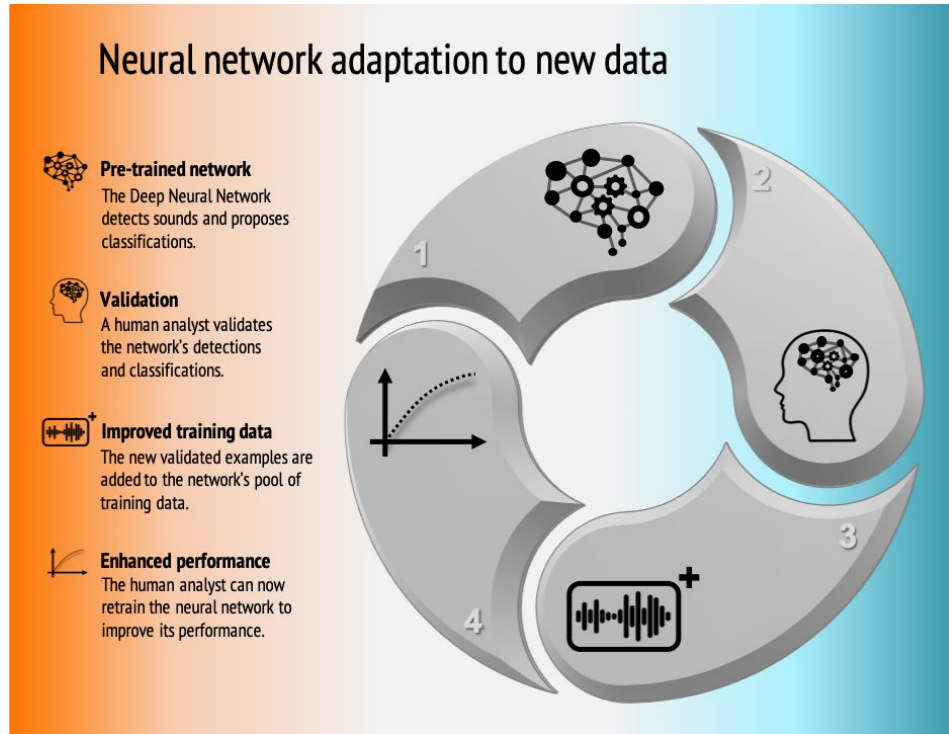 Neural network adaptation to new data
Pre-trained network
The Deep Neural Network
detects sounds and proposes
classifications.
Validation
A human analyst validates
the network's detections
and classifications.
+
Improved training data
The new validated examples are
added to the network's pool of
training data.
Enhanced performance
The human analyst can now
retrain the neural network to
improve its performance.
1
2
3
+
4